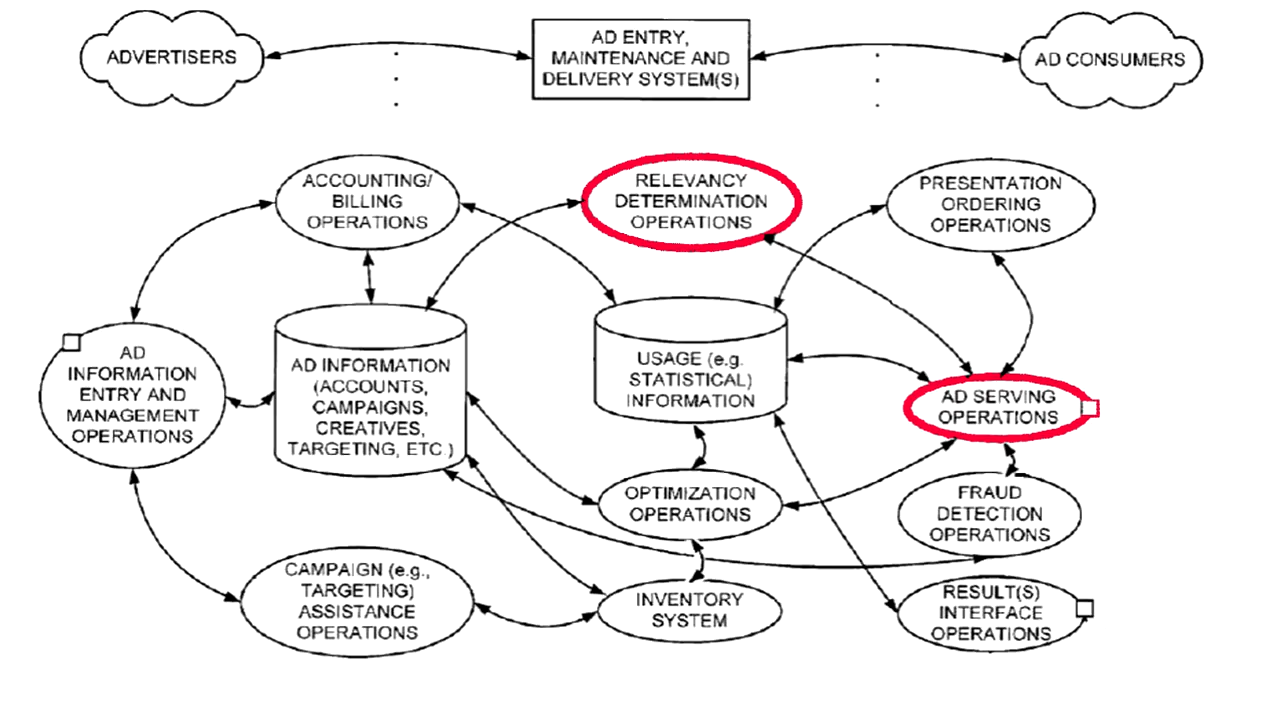 ADVERTISERS
AD ENTRY,
MAINTENANCE AND
DELIVERY SYSTEM(S)
AD CONSUMERS
ACCOUNTING/
BILLING
OPERATIONS
RELEVANCY
DETERMINATION
OPERATIONS
PRESENTATION
ORDERING
OPERATIONS
AD
INFORMATION
ENTRY AND
MANAGEMENT
OPERATIONS
AD INFORMATION
(ACCOUNTS,
CAMPAIGNS,
CREATIVES,
TARGETING, ETC.)
USAGE (e.g.
STATISTICAL)
INFORMATION
AD SERVING
OPERATIONS
OPTIMIZATION
OPERATIONS
FRAUD
DETECTION
OPERATIONS
CAMPAIGN (e.g.,
TARGETING)
ASSISTANCE
OPERATIONS
INVENTORY
SYSTEM
RESULT(S)
INTERFACE
OPERATIONS